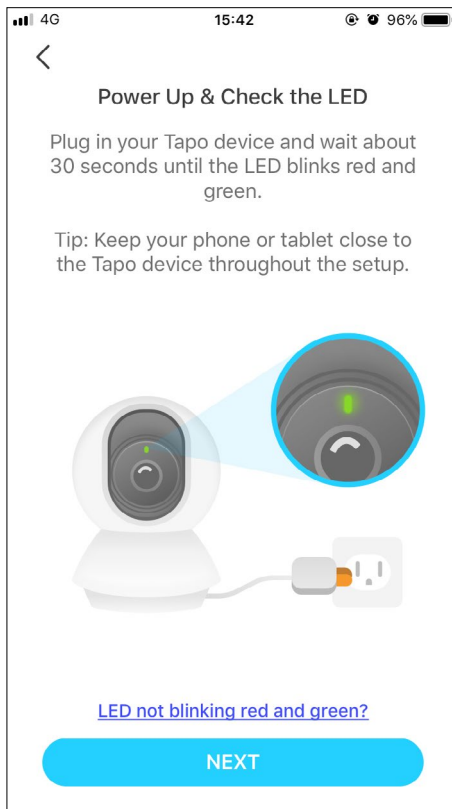 4G 15:42 96%
Power Up & Check the LED
Plug in your Tapo device and wait about
30 seconds until the LED blinks red and
green.
Tip: Keep your phone or tablet close to
the Tapo device throughout the setup.
LED not blinking red and green?
NEXT